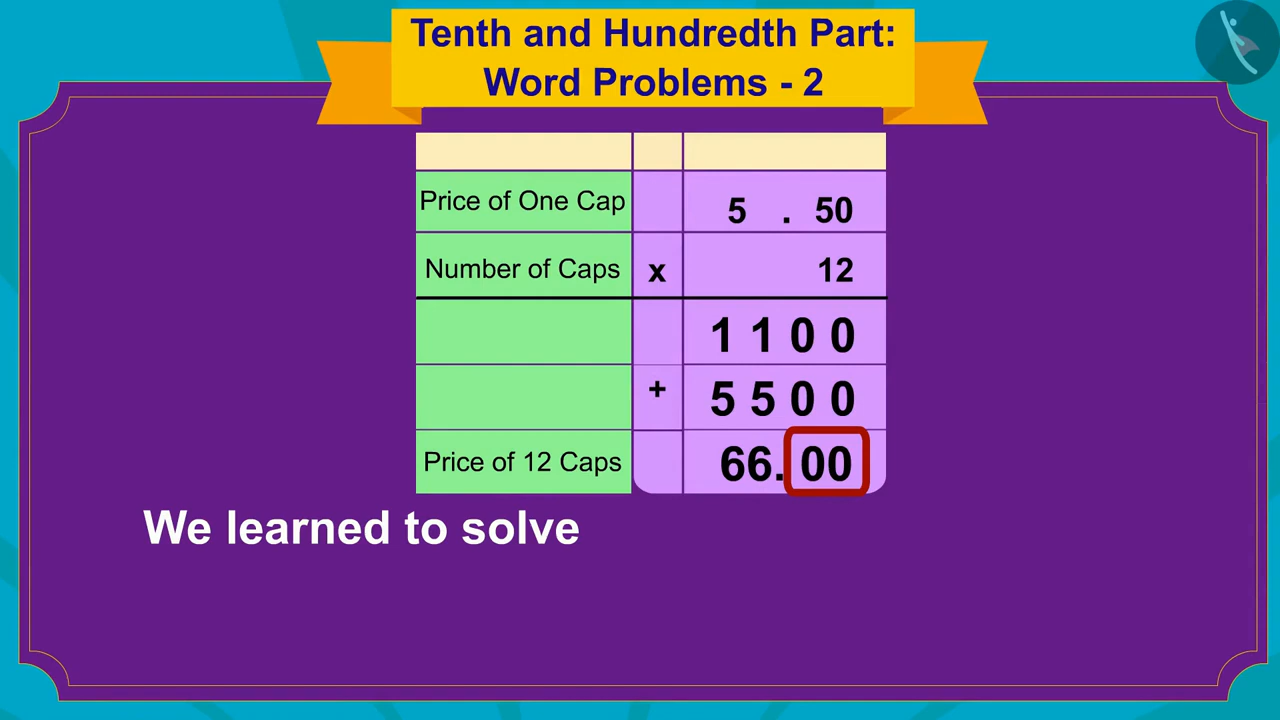 Tenth and Hundredth Part:
Word Problems - 2
Price of One Cap 5 . 50
Number of Caps x 12
1 1 0 0
+ 5 5 0 0
Price of 12 Caps 66.00
We learned to solve